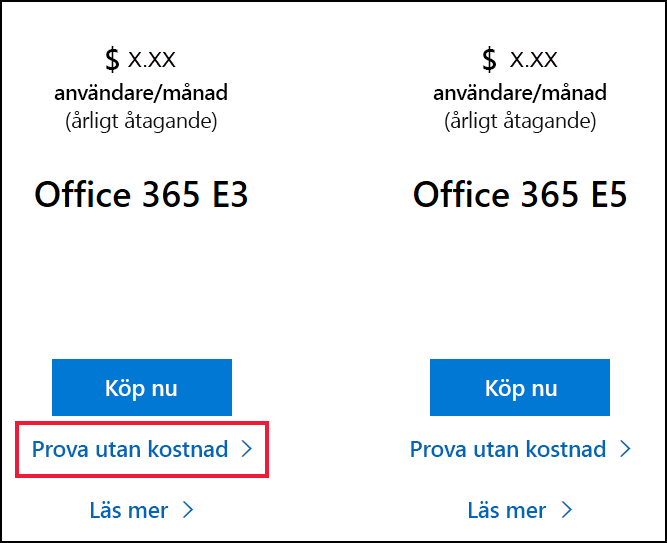 $ X.XX
användare/månad
(årligt åtagande)
Office 365 E3
Köp nu
Prova utan kostnad
Läs mer
$ X.XX
användare/månad
(årligt åtagande)
Office 365 E5
Köp nu
Prova utan kostnad
Läs mer